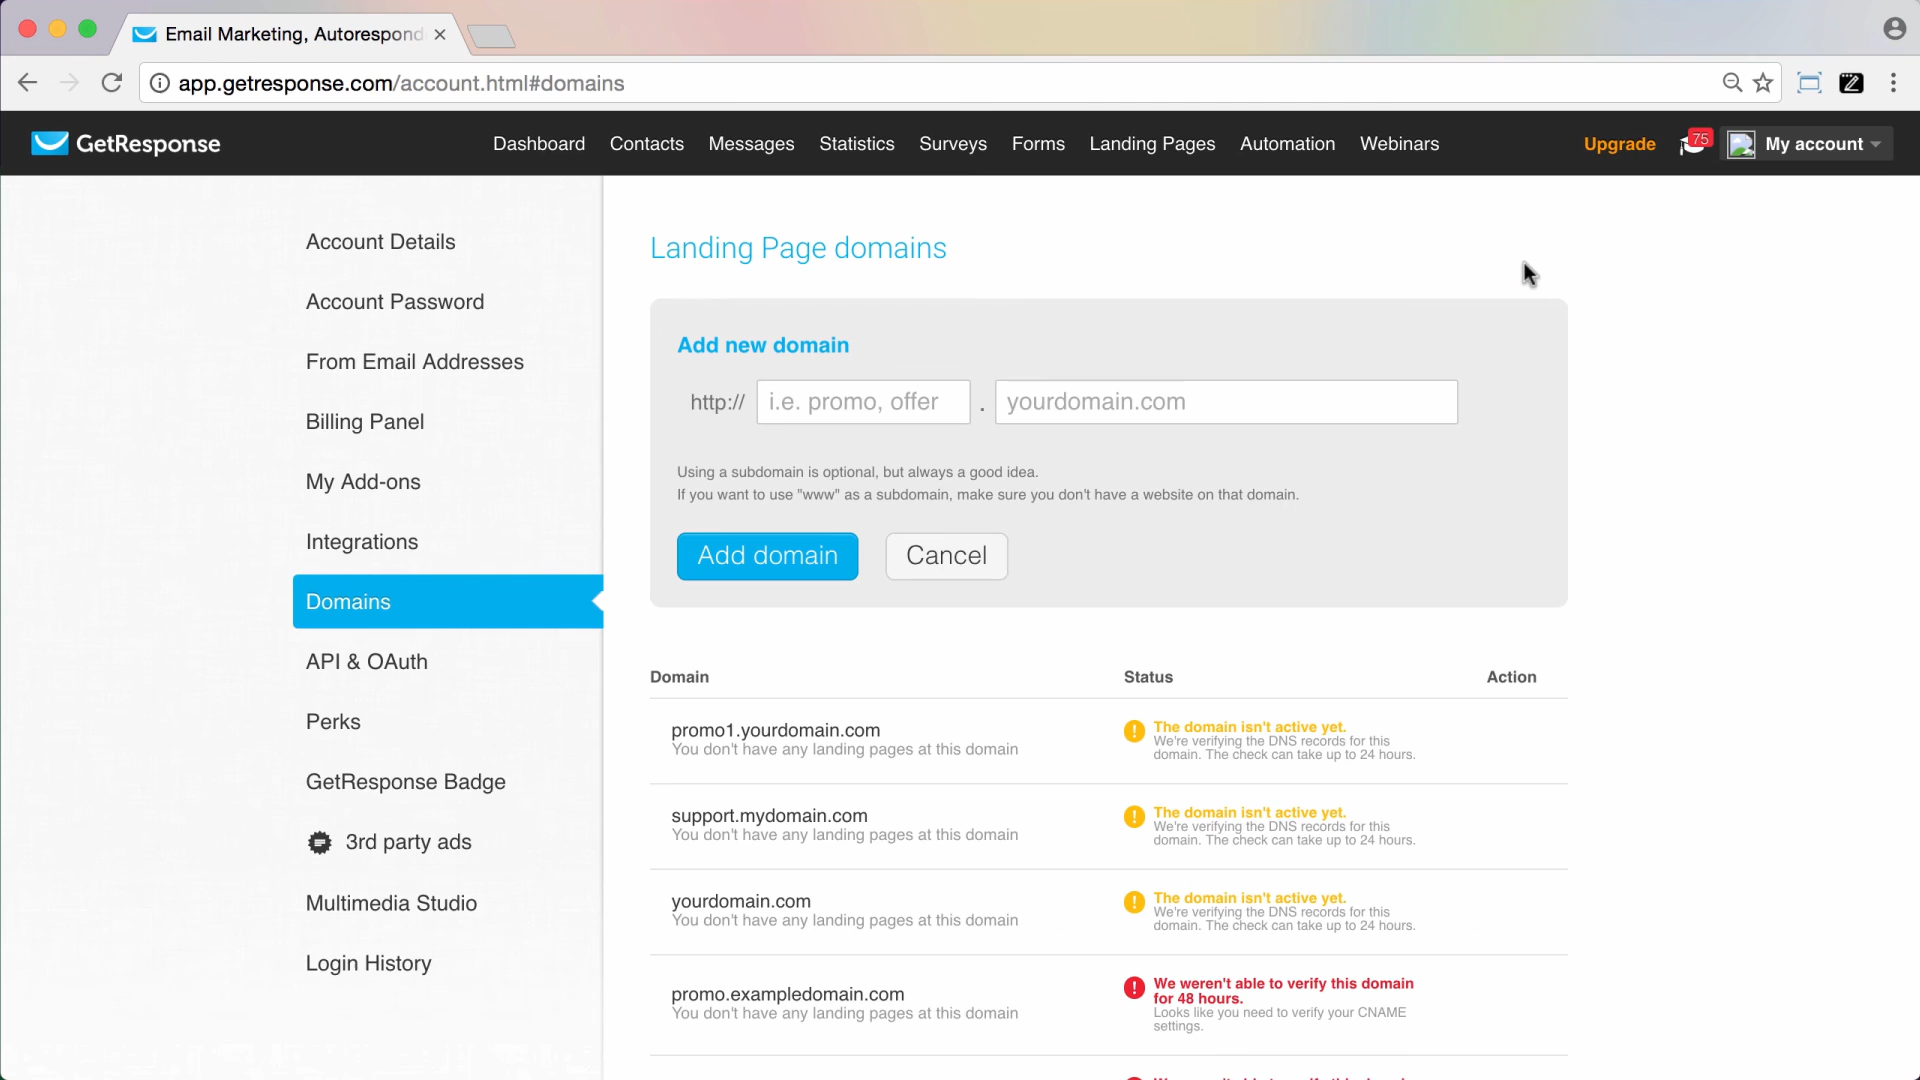 Email Marketing, Autorespond
app.getresponse.com/account.html#domains
GetResponse
Dashboard
Contacts
Messages
Statistics
Surveys
Forms
Landing Pages
Automation
Webinars
Upgrade
75
My account
Account Details
Account Password
From Email Addresses
Billing Panel
My Add-ons
Integrations
Domains
API & OAuth
Perks
GetResponse Badge
3rd party ads
Multimedia Studio
Login History
Landing Page domains
Add new domain
http:// i.e. promo, offer . yourdomain.com
Using a subdomain is optional, but always a good idea.
If you want to use "www" as a subdomain, make sure you don't have a website on that domain.
Add domain
Cancel
Domain
Status
Action
promo1.yourdomain.com
You don't have any landing pages at this domain
The domain isn't active yet.
We're verifying the DNS records for this
domain. The check can take up to 24 hours.
support.mydomain.com
You don't have any landing pages at this domain
The domain isn't active yet.
We're verifying the DNS records for this
domain. The check can take up to 24 hours.
yourdomain.com
You don't have any landing pages at this domain
The domain isn't active yet.
We're verifying the DNS records for this
domain. The check can take up to 24 hours.
promo.exampledomain.com
You don't have any landing pages at this domain
We weren't able to verify this domain
for 48 hours.
Looks like you need to verify your CNAME
settings.